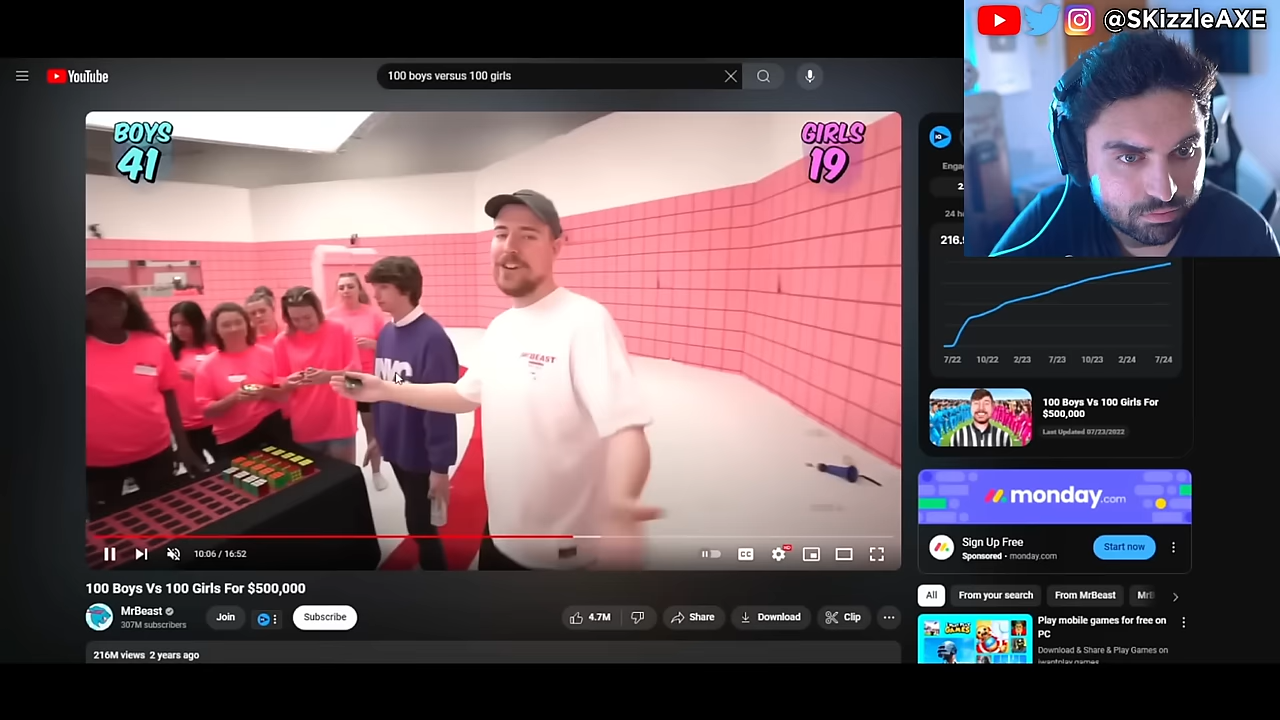 @SKizzleAXE
YouTube
100 boys versus 100 girls
BOYS
41
GIRLS
19
10:06 / 16:52
CC
100 Boys Vs 100 Girls For $500,000
MrBeast
307M subscribers
Join
Subscribe
4.7M
Share
Download
Clip
216M views 2 years ago
7/22 10/22 2/23 7/23 10/23 2/24 7/24
100 Boys Vs 100 Girls For
$500,000
Last Updated 07/23/2022
monday.com
Sign Up Free
Sponsored · monday.com
Start now
All
From your search
From MrBeast
Play mobile games for free on
PC
Download & Share & Play Games on